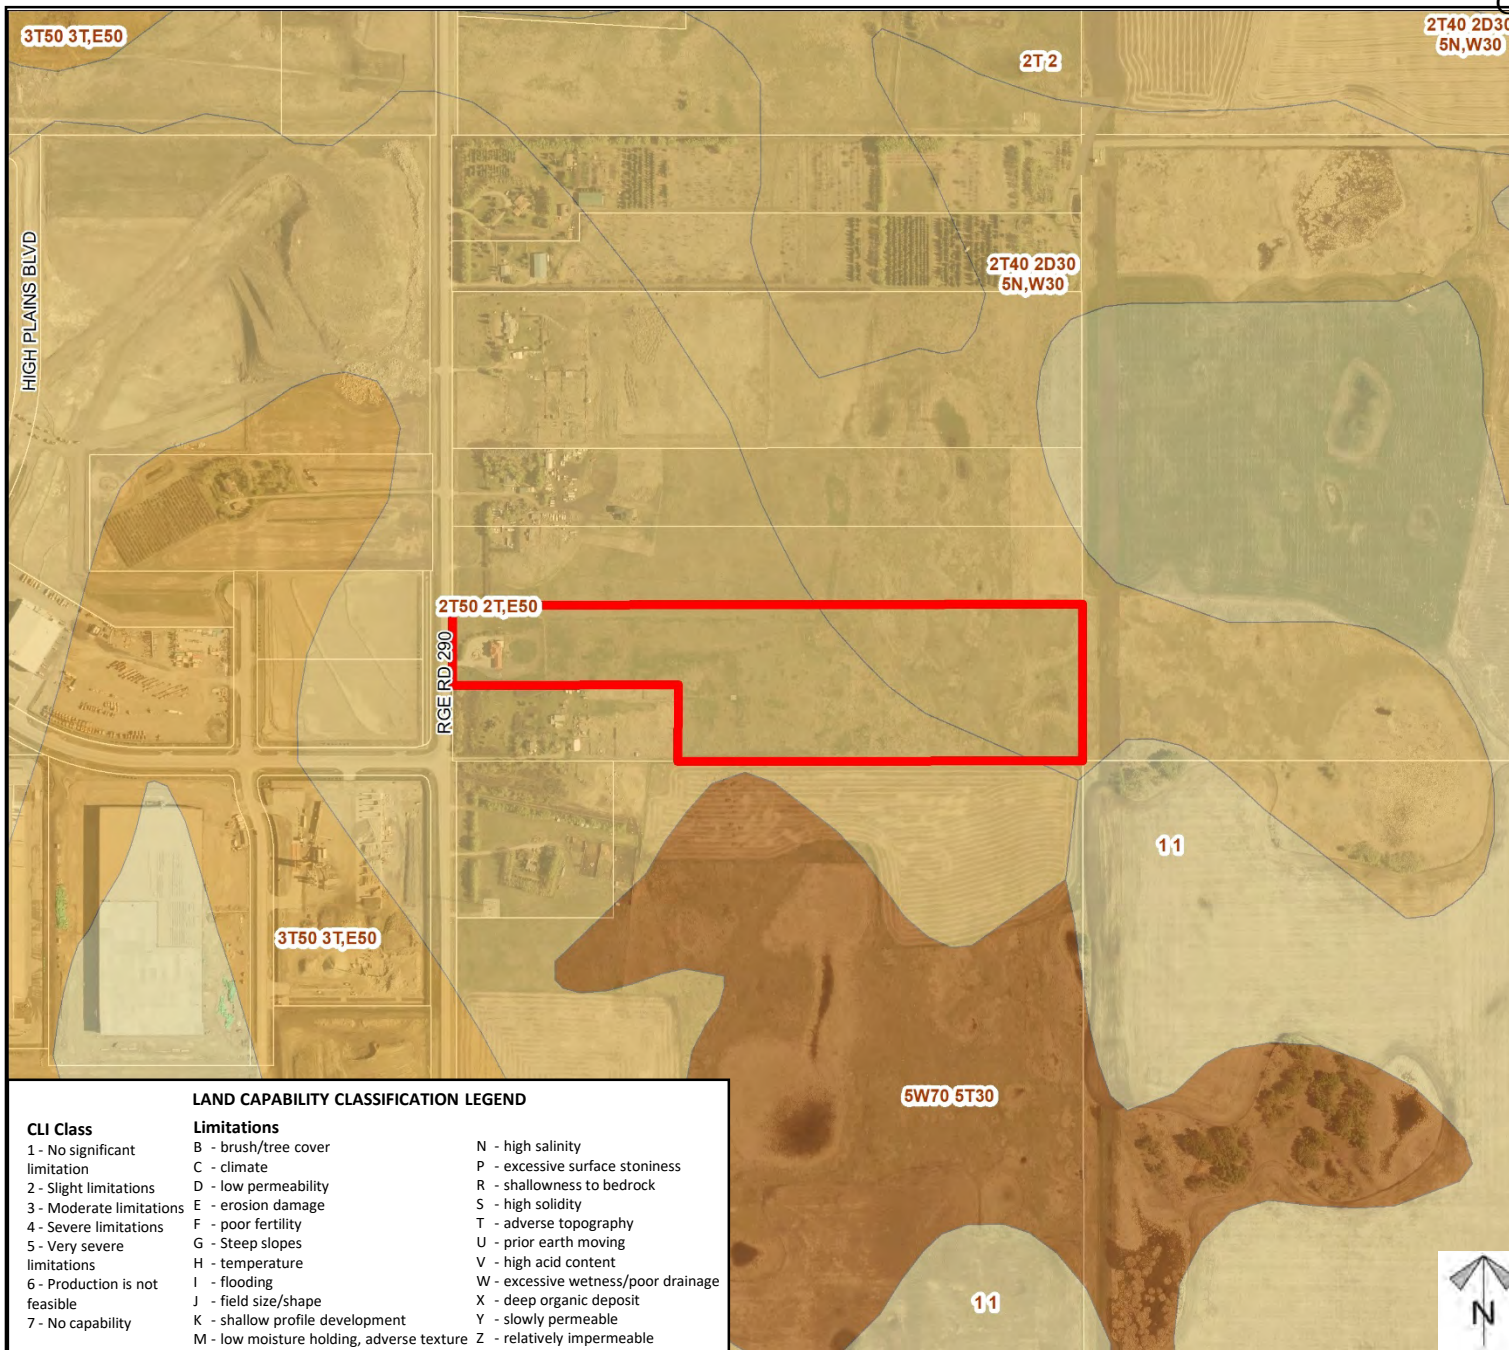 3T50 3T,E50
2T 2
2T40 2D30
5N,W30
HIGH PLAINS BLVD
2T40 2D30
5N,W30
2T50 2T,E50
RGE RD 290
1 1
3T50 3T,E50
5W70 5T30
1 1
N
LAND CAPABILITY CLASSIFICATION LEGEND
CLI Class
1 - No significant
limitation
2 - Slight limitations
3 - Moderate limitations
4 - Severe limitations
5 - Very severe
limitations
6 - Production is not
feasible
7 - No capability
Limitations
B - brush/tree cover
C - climate
D - low permeability
E - erosion damage
F - poor fertility
G - Steep slopes
H - temperature
I - flooding
J - field size/shape
K - shallow profile development
M - low moisture holding, adverse texture
N - high salinity
P - excessive surface stoniness
R - shallowness to bedrock
S - high solidity
T - adverse topography
U - prior earth moving
V - high acid content
W - excessive wetness/poor drainage
X - deep organic deposit
Y - slowly permeable
Z - relatively impermeable